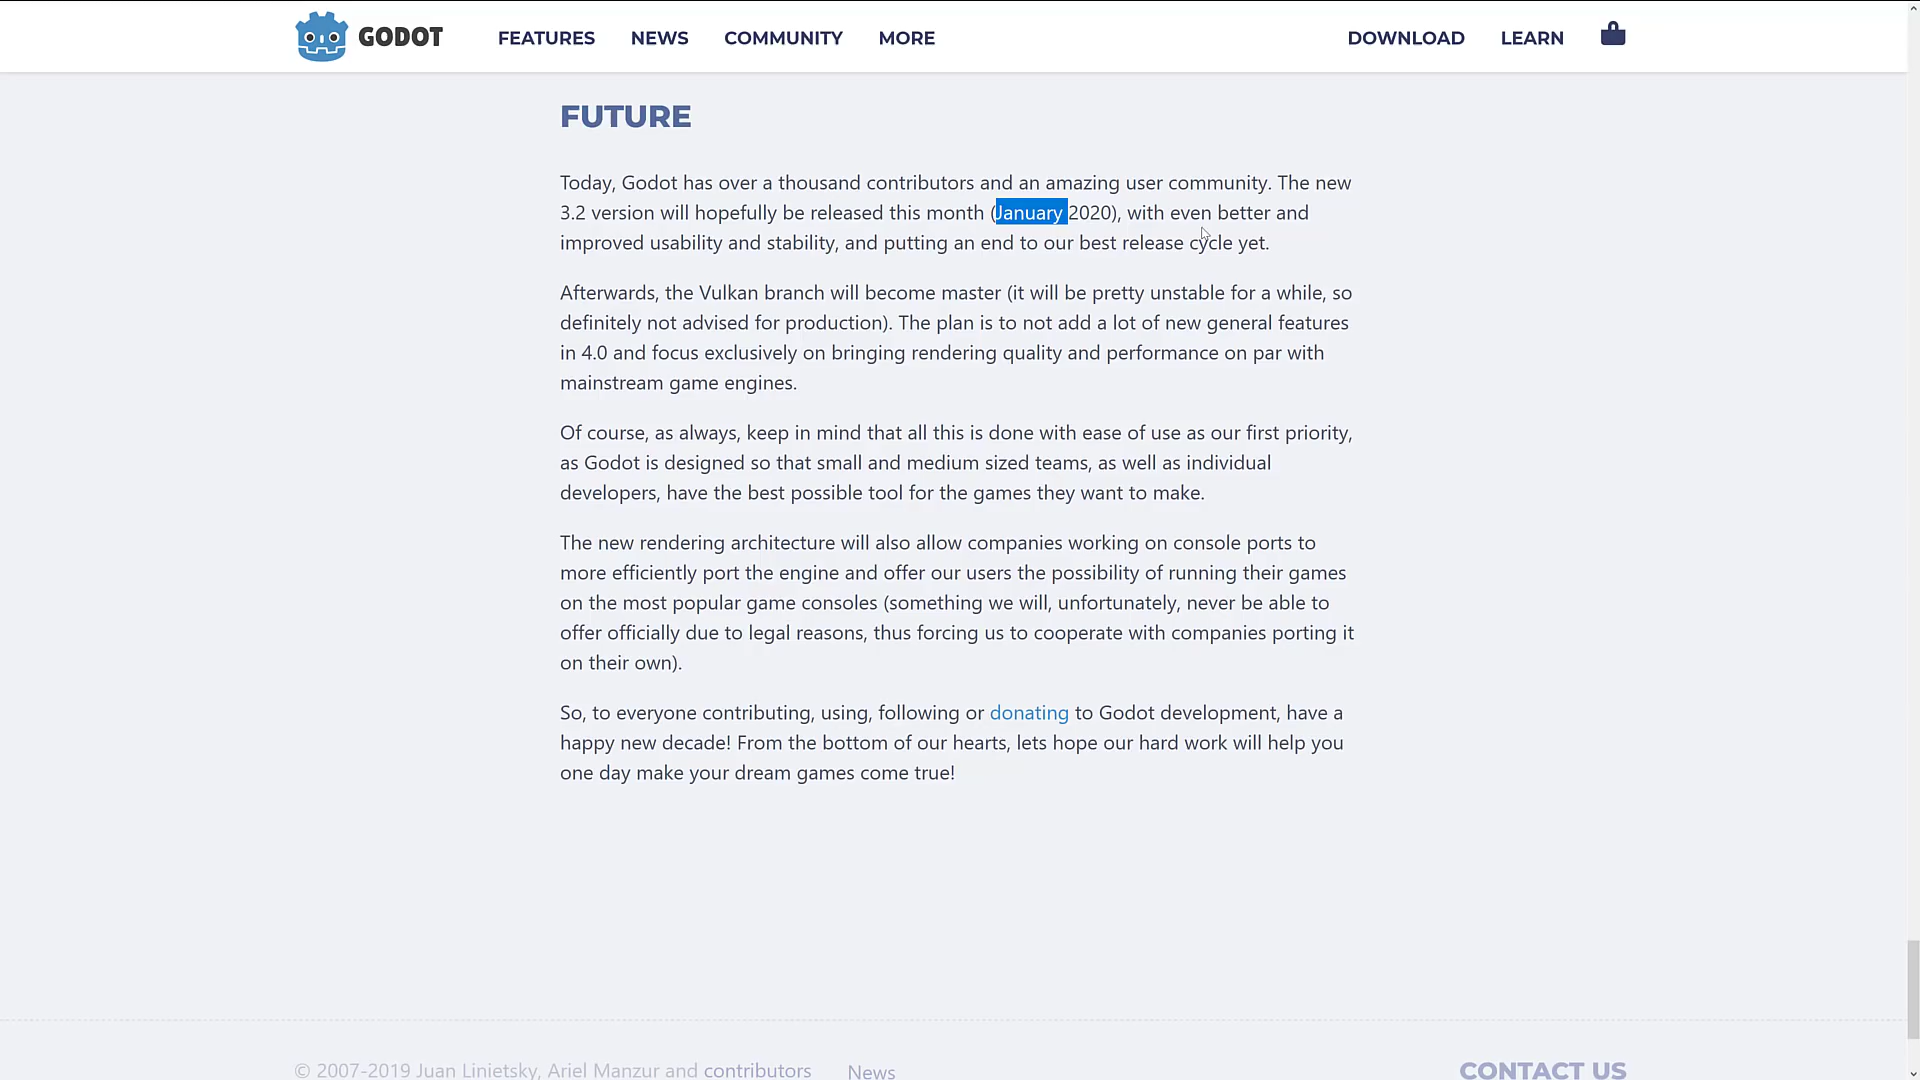 GODOT FEATURES NEWS COMMUNITY MORE DOWNLOAD LEARN
FUTURE
Today, Godot has over a thousand contributors and an amazing user community. The new
3.2 version will hopefully be released this month (January 2020), with even better and
improved usability and stability, and putting an end to our best release cycle yet.
Afterwards, the Vulkan branch will become master (it will be pretty unstable for a while, so
definitely not advised for production). The plan is to not add a lot of new general features
in 4.0 and focus exclusively on bringing rendering quality and performance on par with
mainstream game engines.
Of course, as always, keep in mind that all this is done with ease of use as our first priority,
as Godot is designed so that small and medium sized teams, as well as individual
developers, have the best possible tool for the games they want to make.
The new rendering architecture will also allow companies working on console ports to
more efficiently port the engine and offer our users the possibility of running their games
on the most popular game consoles (something we will, unfortunately, never be able to
offer officially due to legal reasons, thus forcing us to cooperate with companies porting it
on their own).
So, to everyone contributing, using, following or donating to Godot development, have a
happy new decade! From the bottom of our hearts, lets hope our hard work will help you
one day make your dream games come true!
© 2007-2019 Juan Linietsky, Ariel Manzur and contributors News CONTACT US